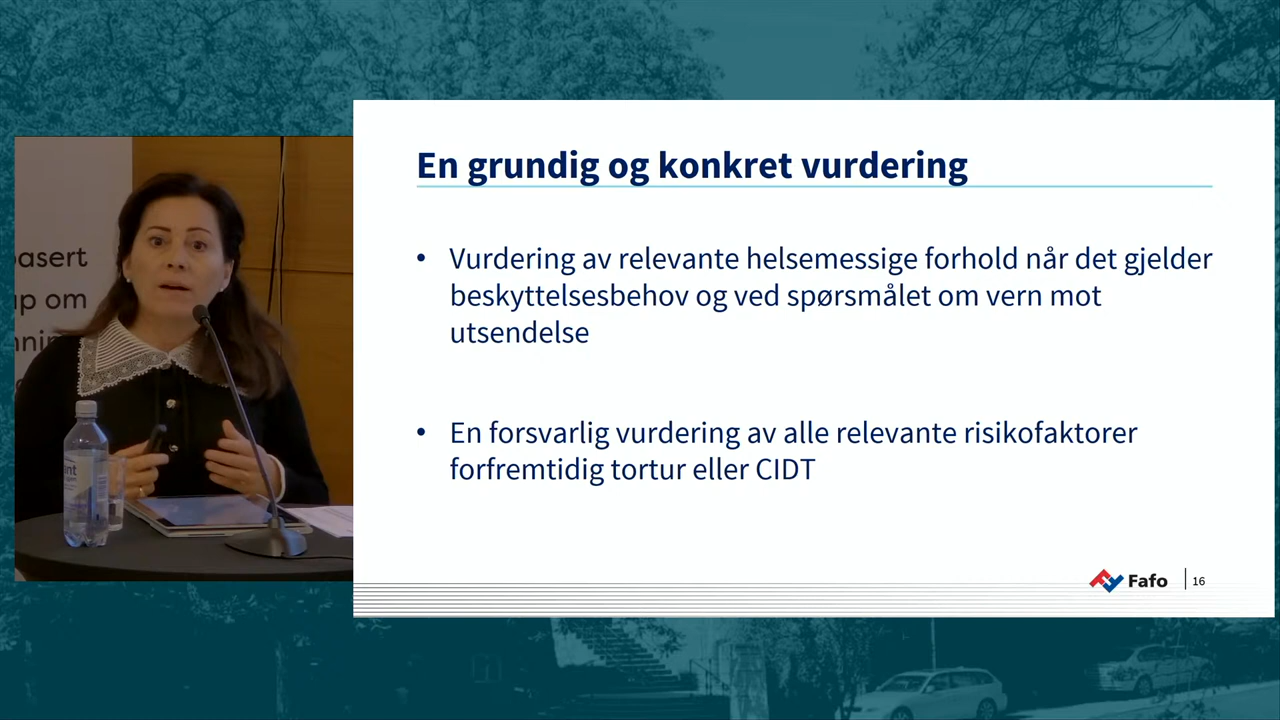 asert
p om
En grundig og konkret vurdering
• Vurdering av relevante helsemessige forhold når det gjelder
beskyttelsesbehov og ved spørsmålet om vern mot
utsendelse
• En forsvarlig vurdering av alle relevante risikofaktorer
forfremtidig tortur eller CIDT
Fafo
16